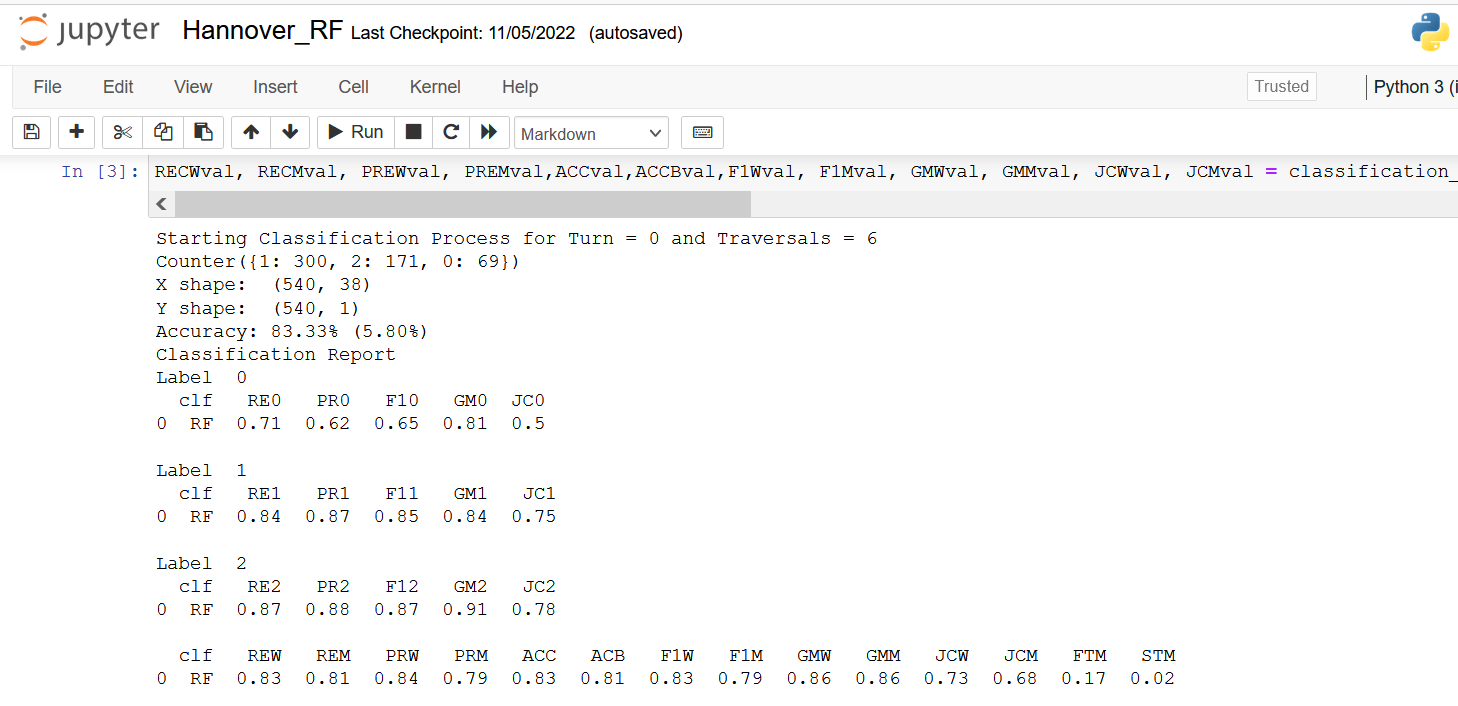 jupyter Hannover_RF Last Checkpoint: 11/05/2022 (autosaved)
File Edit View Insert Cell Kernel Help Trusted Python 3 (i
Run Markdown
In [3]: RECWval, RECMval, PREWval, PREMval,ACCval,ACCBval,F1Wval, F1Mval, GMWval, GMMval, JCWval, JCMval = classification_
Starting Classification Process for Turn = 0 and Traversals = 6
Counter({1: 300, 2: 171, 0: 69})
X shape:  (540, 38)
Y shape:  (540, 1)
Accuracy: 83.33% (5.80%)
Classification Report
Label  0
  clf   RE0   PR0   F10   GM0  JC0
0  RF  0.71  0.62  0.65  0.81  0.5
Label  1
  clf   RE1   PR1   F11   GM1   JC1
0  RF  0.84  0.87  0.85  0.84  0.75
Label  2
  clf   RE2   PR2   F12   GM2   JC2
0  RF  0.87  0.88  0.87  0.91  0.78
  clf   REW   REM   PRW   PRM   ACC   ACB   F1W   F1M   GMW   GMM   JCW   JCM   FTM   STM
0  RF  0.83  0.81  0.84  0.79  0.83  0.81  0.83  0.79  0.86  0.86  0.73  0.68  0.17  0.02